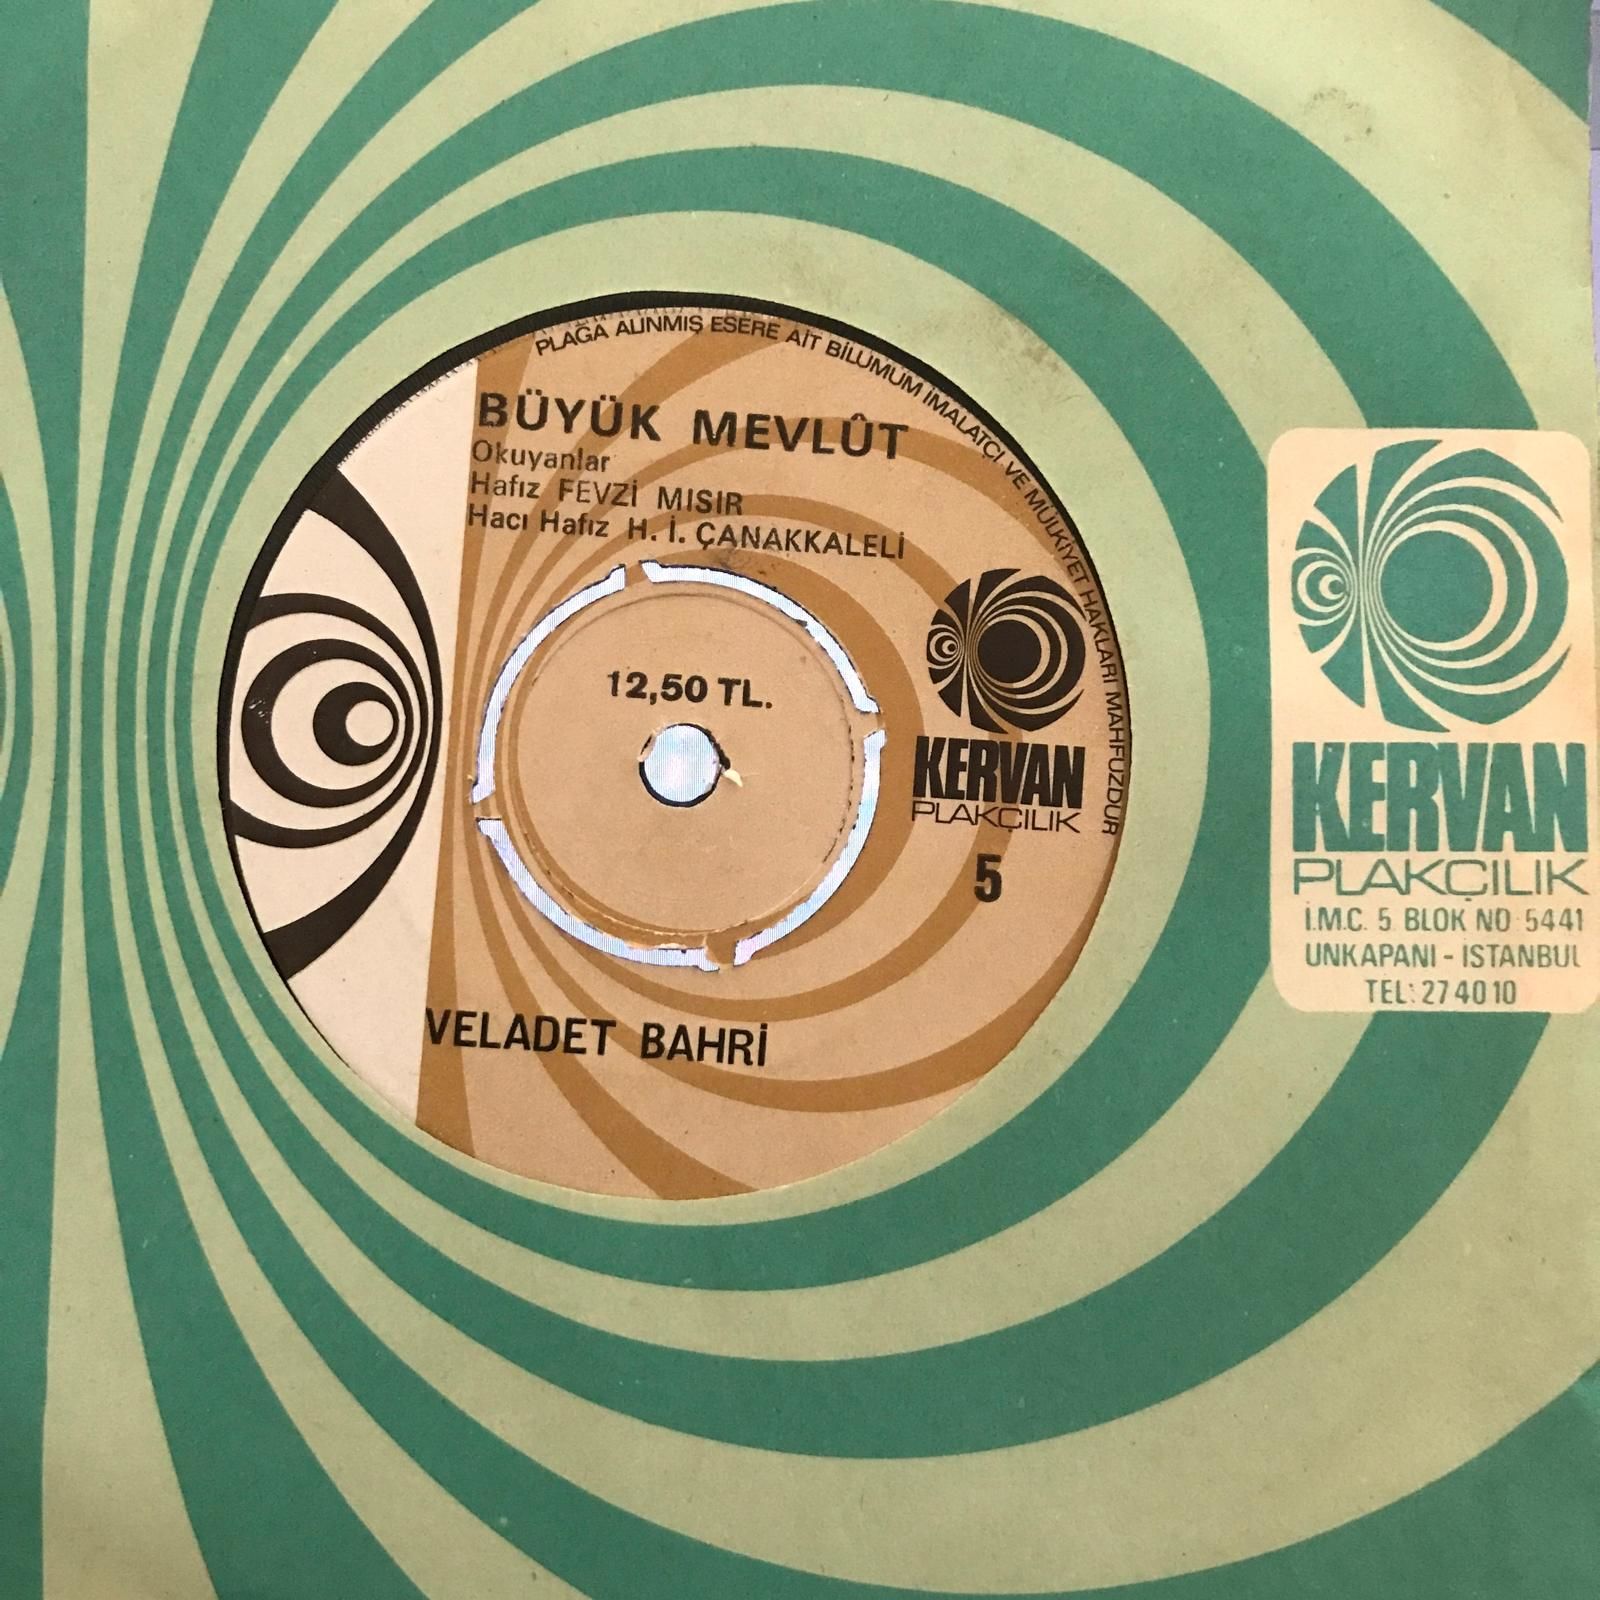 PLAĞA ALINMIŞ ESERE AİT BİLUMUM İMALATÇI VE MÜLKİYET HAKLARI MAHFUZDUR
BÜYÜK MEVLÛT
Okuyanlar
Hafız FEVZİ MISIR
Hacı Hafız H. İ. ÇANAKKALELİ
12,50 TL.
KERVAN
PLAKÇILIK
5
VELADET BAHRİ
KERVAN
PLAKÇILIK
İ.M.C. 5. BLOK NO: 5441
UNKAPANI - İSTANBUL
TEL: 27 40 10